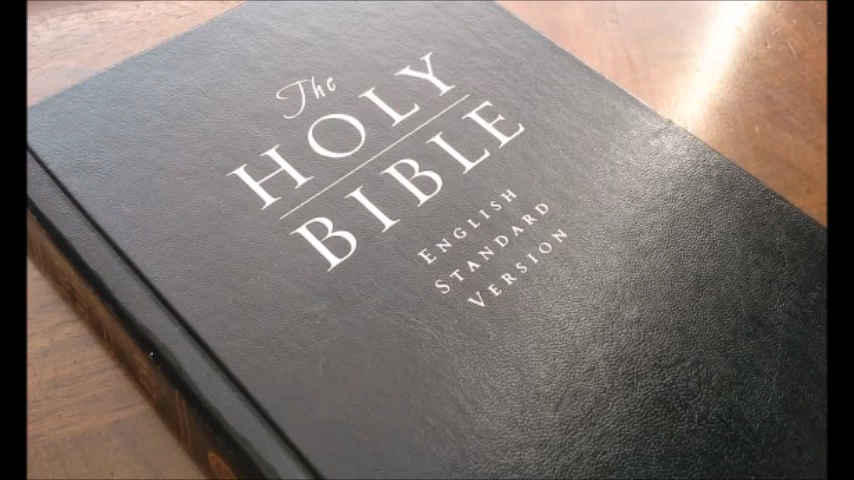 The
HOLY
BIBLE
ENGLISH
STANDARD
VERSION